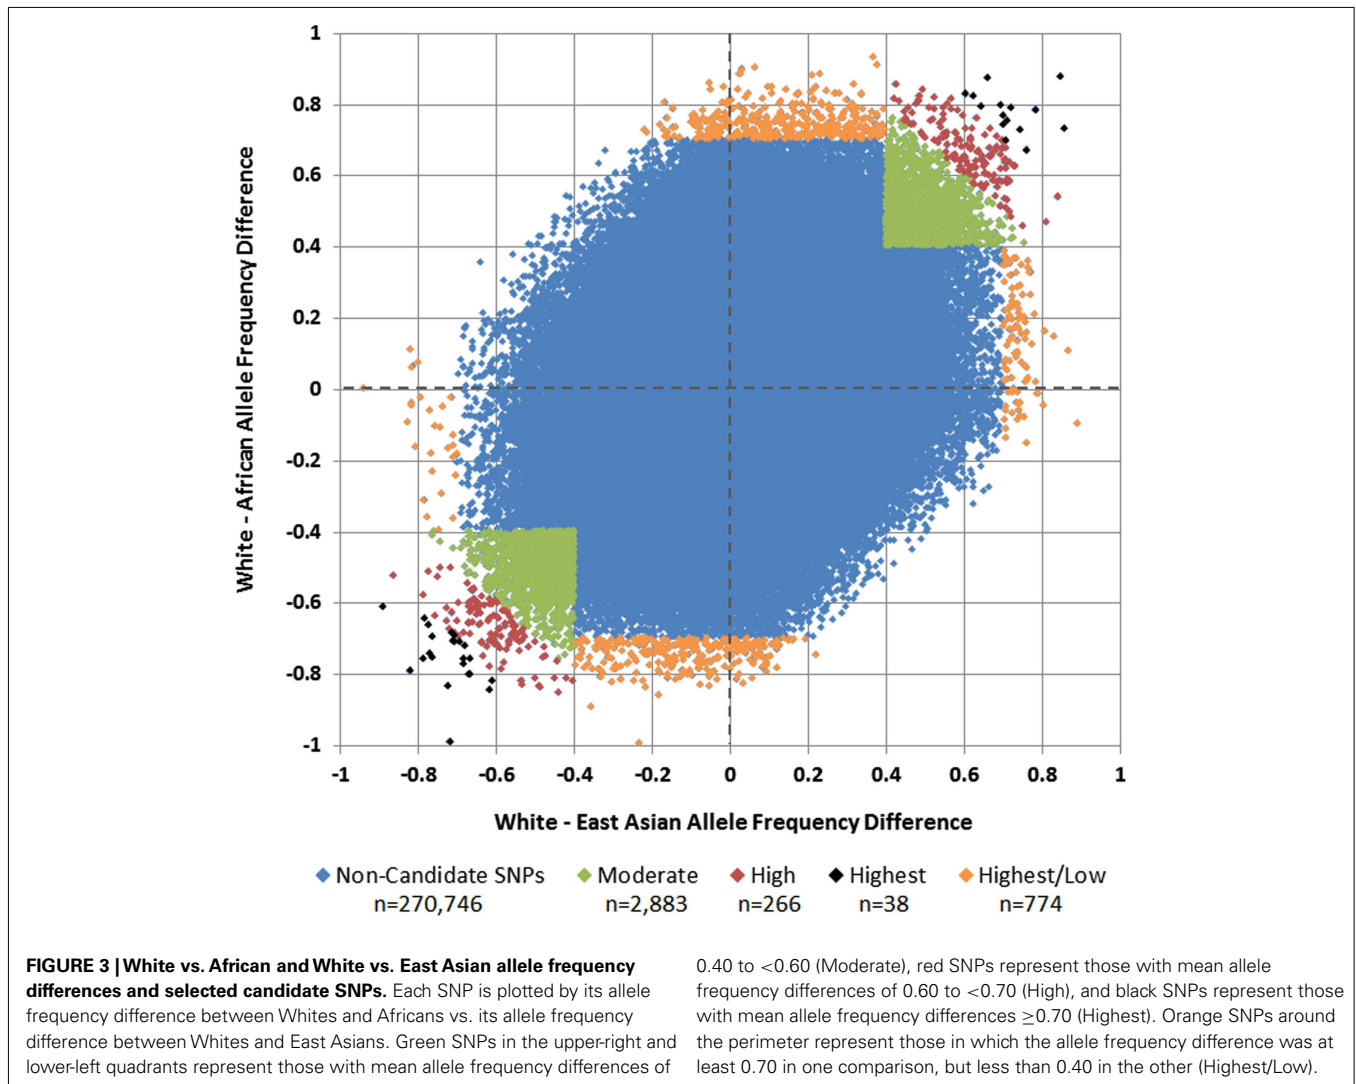 1
0.8
0.6
0.4
0.2
0
-0.2
-0.4
-0.6
-0.8
-1
White - African Allele Frequency Difference
-1 -0.8 -0.6 -0.4 -0.2 0 0.2 0.4 0.6 0.8 1
White - East Asian Allele Frequency Difference
Non-Candidate SNPs Moderate High Highest Highest/Low
n=270,746 n=2,883 n=266 n=38 n=774
FIGURE 3 | White vs. African and White vs. East Asian allele frequency
differences and selected candidate SNPs. Each SNP is plotted by its allele
frequency difference between Whites and Africans vs. its allele frequency
difference between Whites and East Asians. Green SNPs in the upper-right and
lower-left quadrants represent those with mean allele frequency differences of
0.40 to <0.60 (Moderate), red SNPs represent those with mean allele
frequency differences of 0.60 to <0.70 (High), and black SNPs represent those
with mean allele frequency differences ≥0.70 (Highest). Orange SNPs around
the perimeter represent those in which the allele frequency difference was at
least 0.70 in one comparison, but less than 0.40 in the other (Highest/Low).